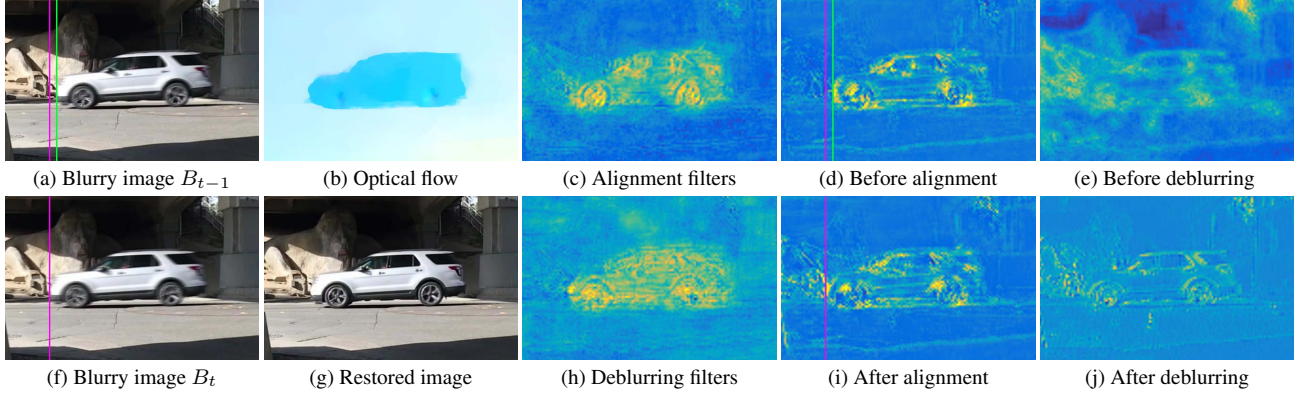 (a) Blurry image B_{t−1}
(b) Optical flow
(c) Alignment filters
(d) Before alignment
(e) Before deblurring
(f) Blurry image B_t
(g) Restored image
(h) Deblurring filters
(i) After alignment
(j) After deblurring